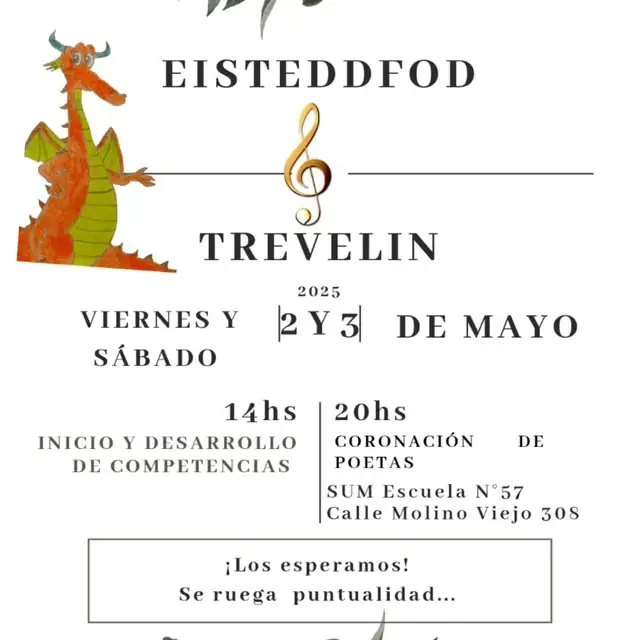 EISTEDDFOD
TREVELIN
2025
VIERNES Y
SÁBADO
2 Y 3
DE MAYO
14hs
INICIO Y DESARROLLO
DE COMPETENCIAS
20hs
CORONACIÓN DE
POETAS
SUM Escuela N°57
Calle Molino Viejo 308
¡Los esperamos!
Se ruega puntualidad...